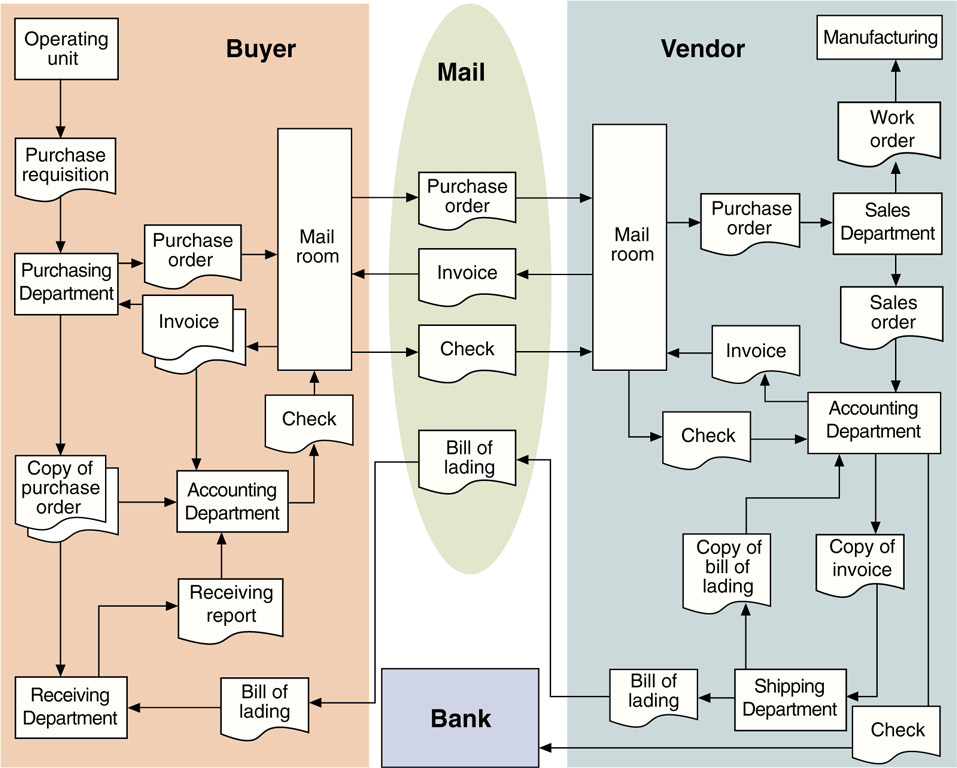 Buyer
Operating
unit
Purchase
requisition
Purchasing
Department
Purchase
order
Invoice
Mail
room
Check
Copy of
purchase
order
Accounting
Department
Receiving
report
Receiving
Department
Bill of
lading
Mail
Purchase
order
Invoice
Check
Bill of
lading
Bank
Vendor
Manufacturing
Work
order
Mail
room
Purchase
order
Sales
Department
Sales
order
Invoice
Check
Accounting
Department
Copy of
bill of
lading
Copy of
invoice
Bill of
lading
Shipping
Department
Check